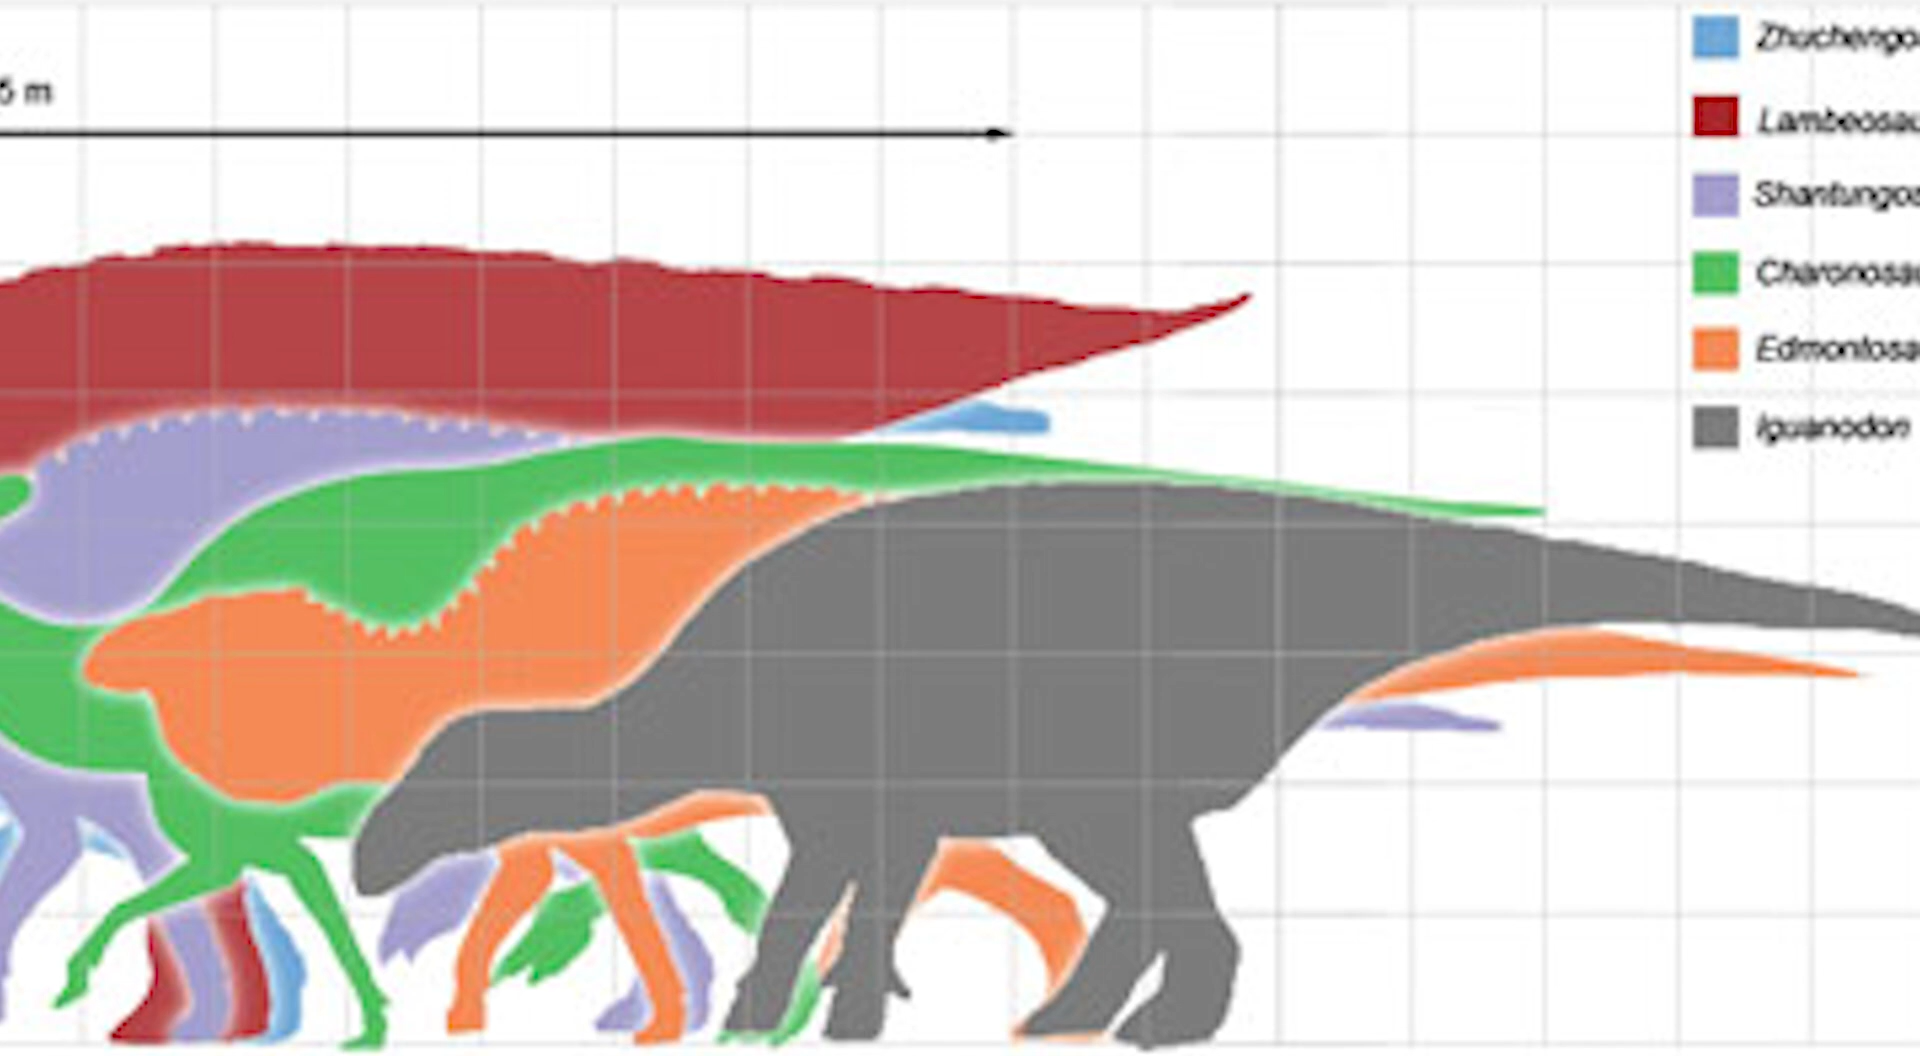 5 m
Zhuchengo
Lambeosau
Shantungos
Charonosau
Edmontosa
Iguanodon